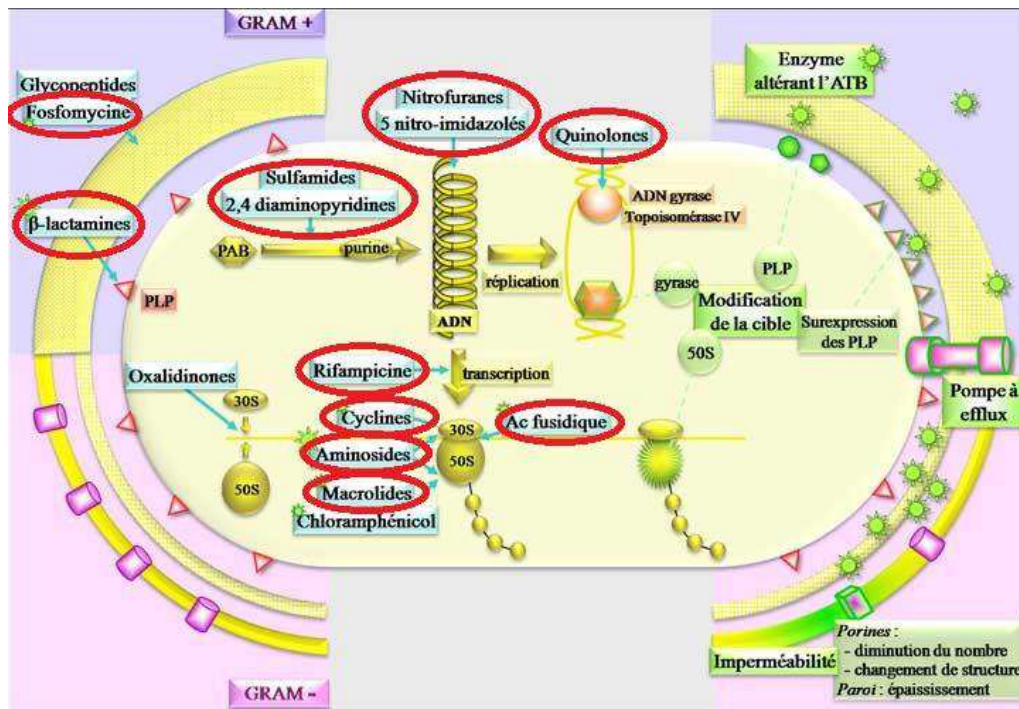 GRAM +
Glycopeptides
Fosfomycine
β-lactamines
PLP
Nitrofuranes
5 nitro-imidazolés
Quinolones
Enzyme
altérant l'ATB
Sulfamides
2,4 diaminopyridines
ADN gyrase
Topoisomérase IV
PAB
purine
réplication
ADN
gyrase
PLP
Modification
de la cible
50S
Surexpression
des PLP
Oxalidinones
Rifampicine
transcription
Pompe à
efflux
30S
50S
Cyclines
Ac fusidique
30S
50S
Aminosides
Macrolides
Chloramphénicol
Imperméabilité
Porines :
- diminution du nombre
- changement de structure
Paroi : épaississement
GRAM -